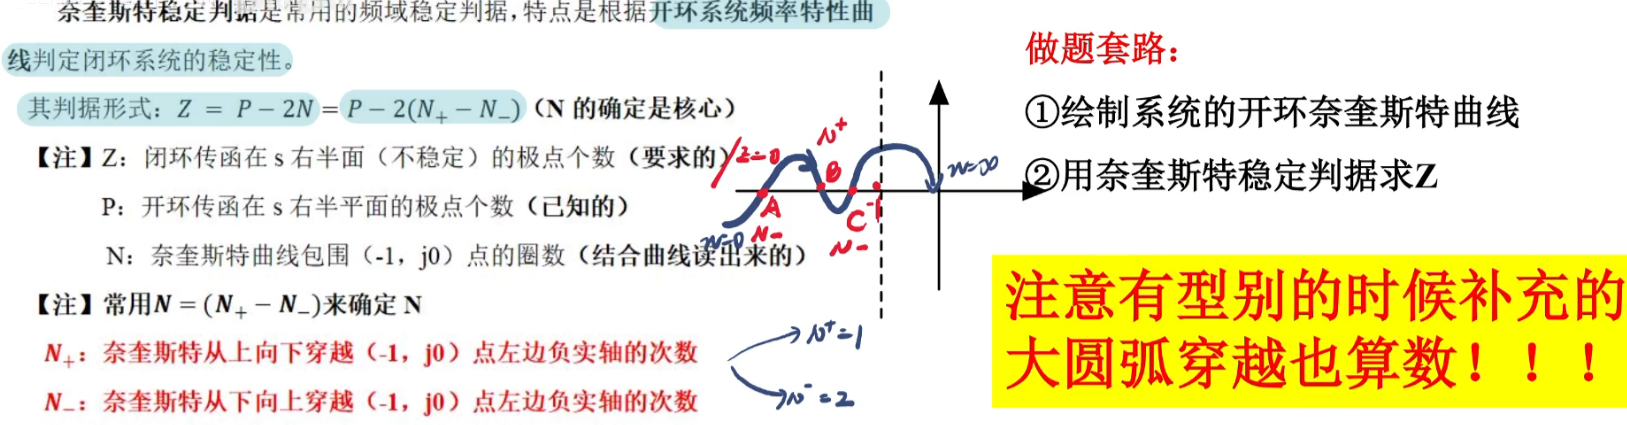 奈奎斯特稳定判据是常用的频域稳定判据，特点是根据开环系统频率特性曲
线判定闭环系统的稳定性。
其判据形式：Z = P − 2N = P − 2(N₊ − N₋)（N 的确定是核心）
【注】Z：闭环传函在 s 右半面（不稳定）的极点个数（要求的）
P：开环传函在 s 右半平面的极点个数（已知的）
N：奈奎斯特曲线包围（-1，j0）点的圈数（结合曲线读出来的）
【注】常用N = (N₊ − N₋)来确定 N
N₊：奈奎斯特从上向下穿越（-1，j0）点左边负实轴的次数
N₋：奈奎斯特从下向上穿越（-1，j0）点左边负实轴的次数
N+
B
A
N-
C
N-
-1
w=0
w=∞
N+=1
N-=2
做题套路：
①绘制系统的开环奈奎斯特曲线
②用奈奎斯特稳定判据求Z
注意有型别的时候补充的
大圆弧穿越也算数！！！